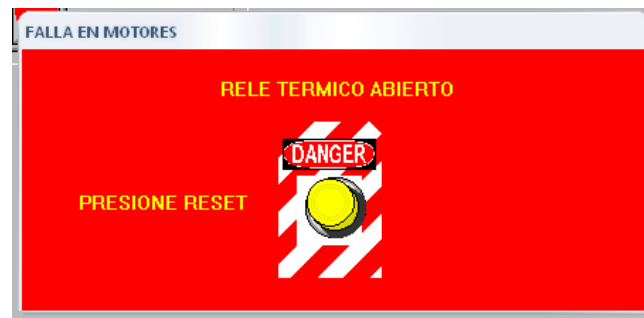 FALLA EN MOTORES
RELE TERMICO ABIERTO
DANGER
PRESIONE RESET